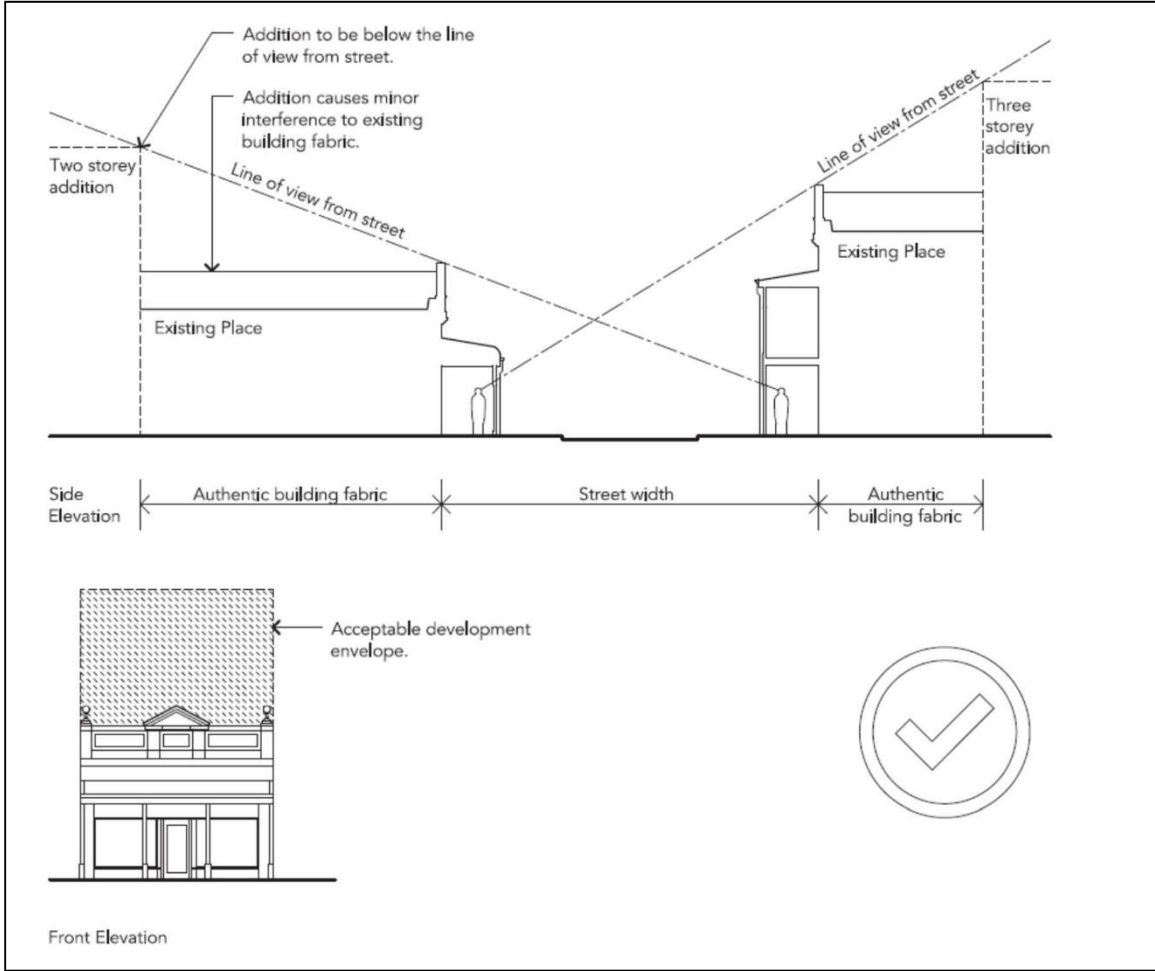 Addition to be below the line
of view from street.
Addition causes minor
interference to existing
building fabric.
Two storey
addition
Line of view from street
Line of view from street
Three
storey
addition
Existing Place
Existing Place
Side
Elevation
Authentic building fabric
Street width
Authentic
building fabric
Acceptable development
envelope.
Front Elevation